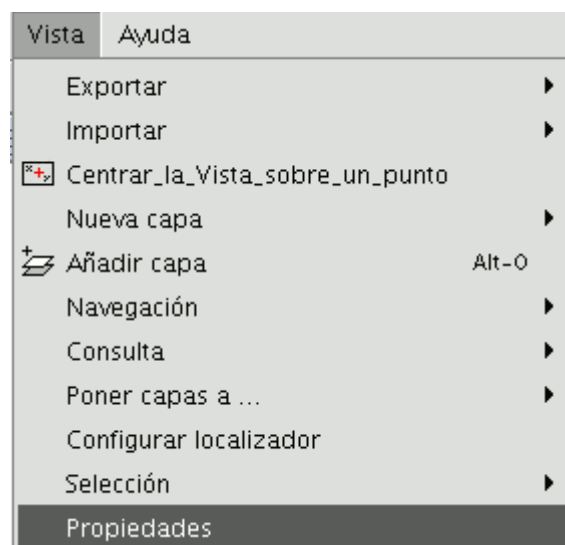 Vista Ayuda
Exportar
Importar
Centrar_la_Vista_sobre_un_punto
Nueva capa
Añadir capa Alt-O
Navegación
Consulta
Poner capas a ...
Configurar localizador
Selección
Propiedades